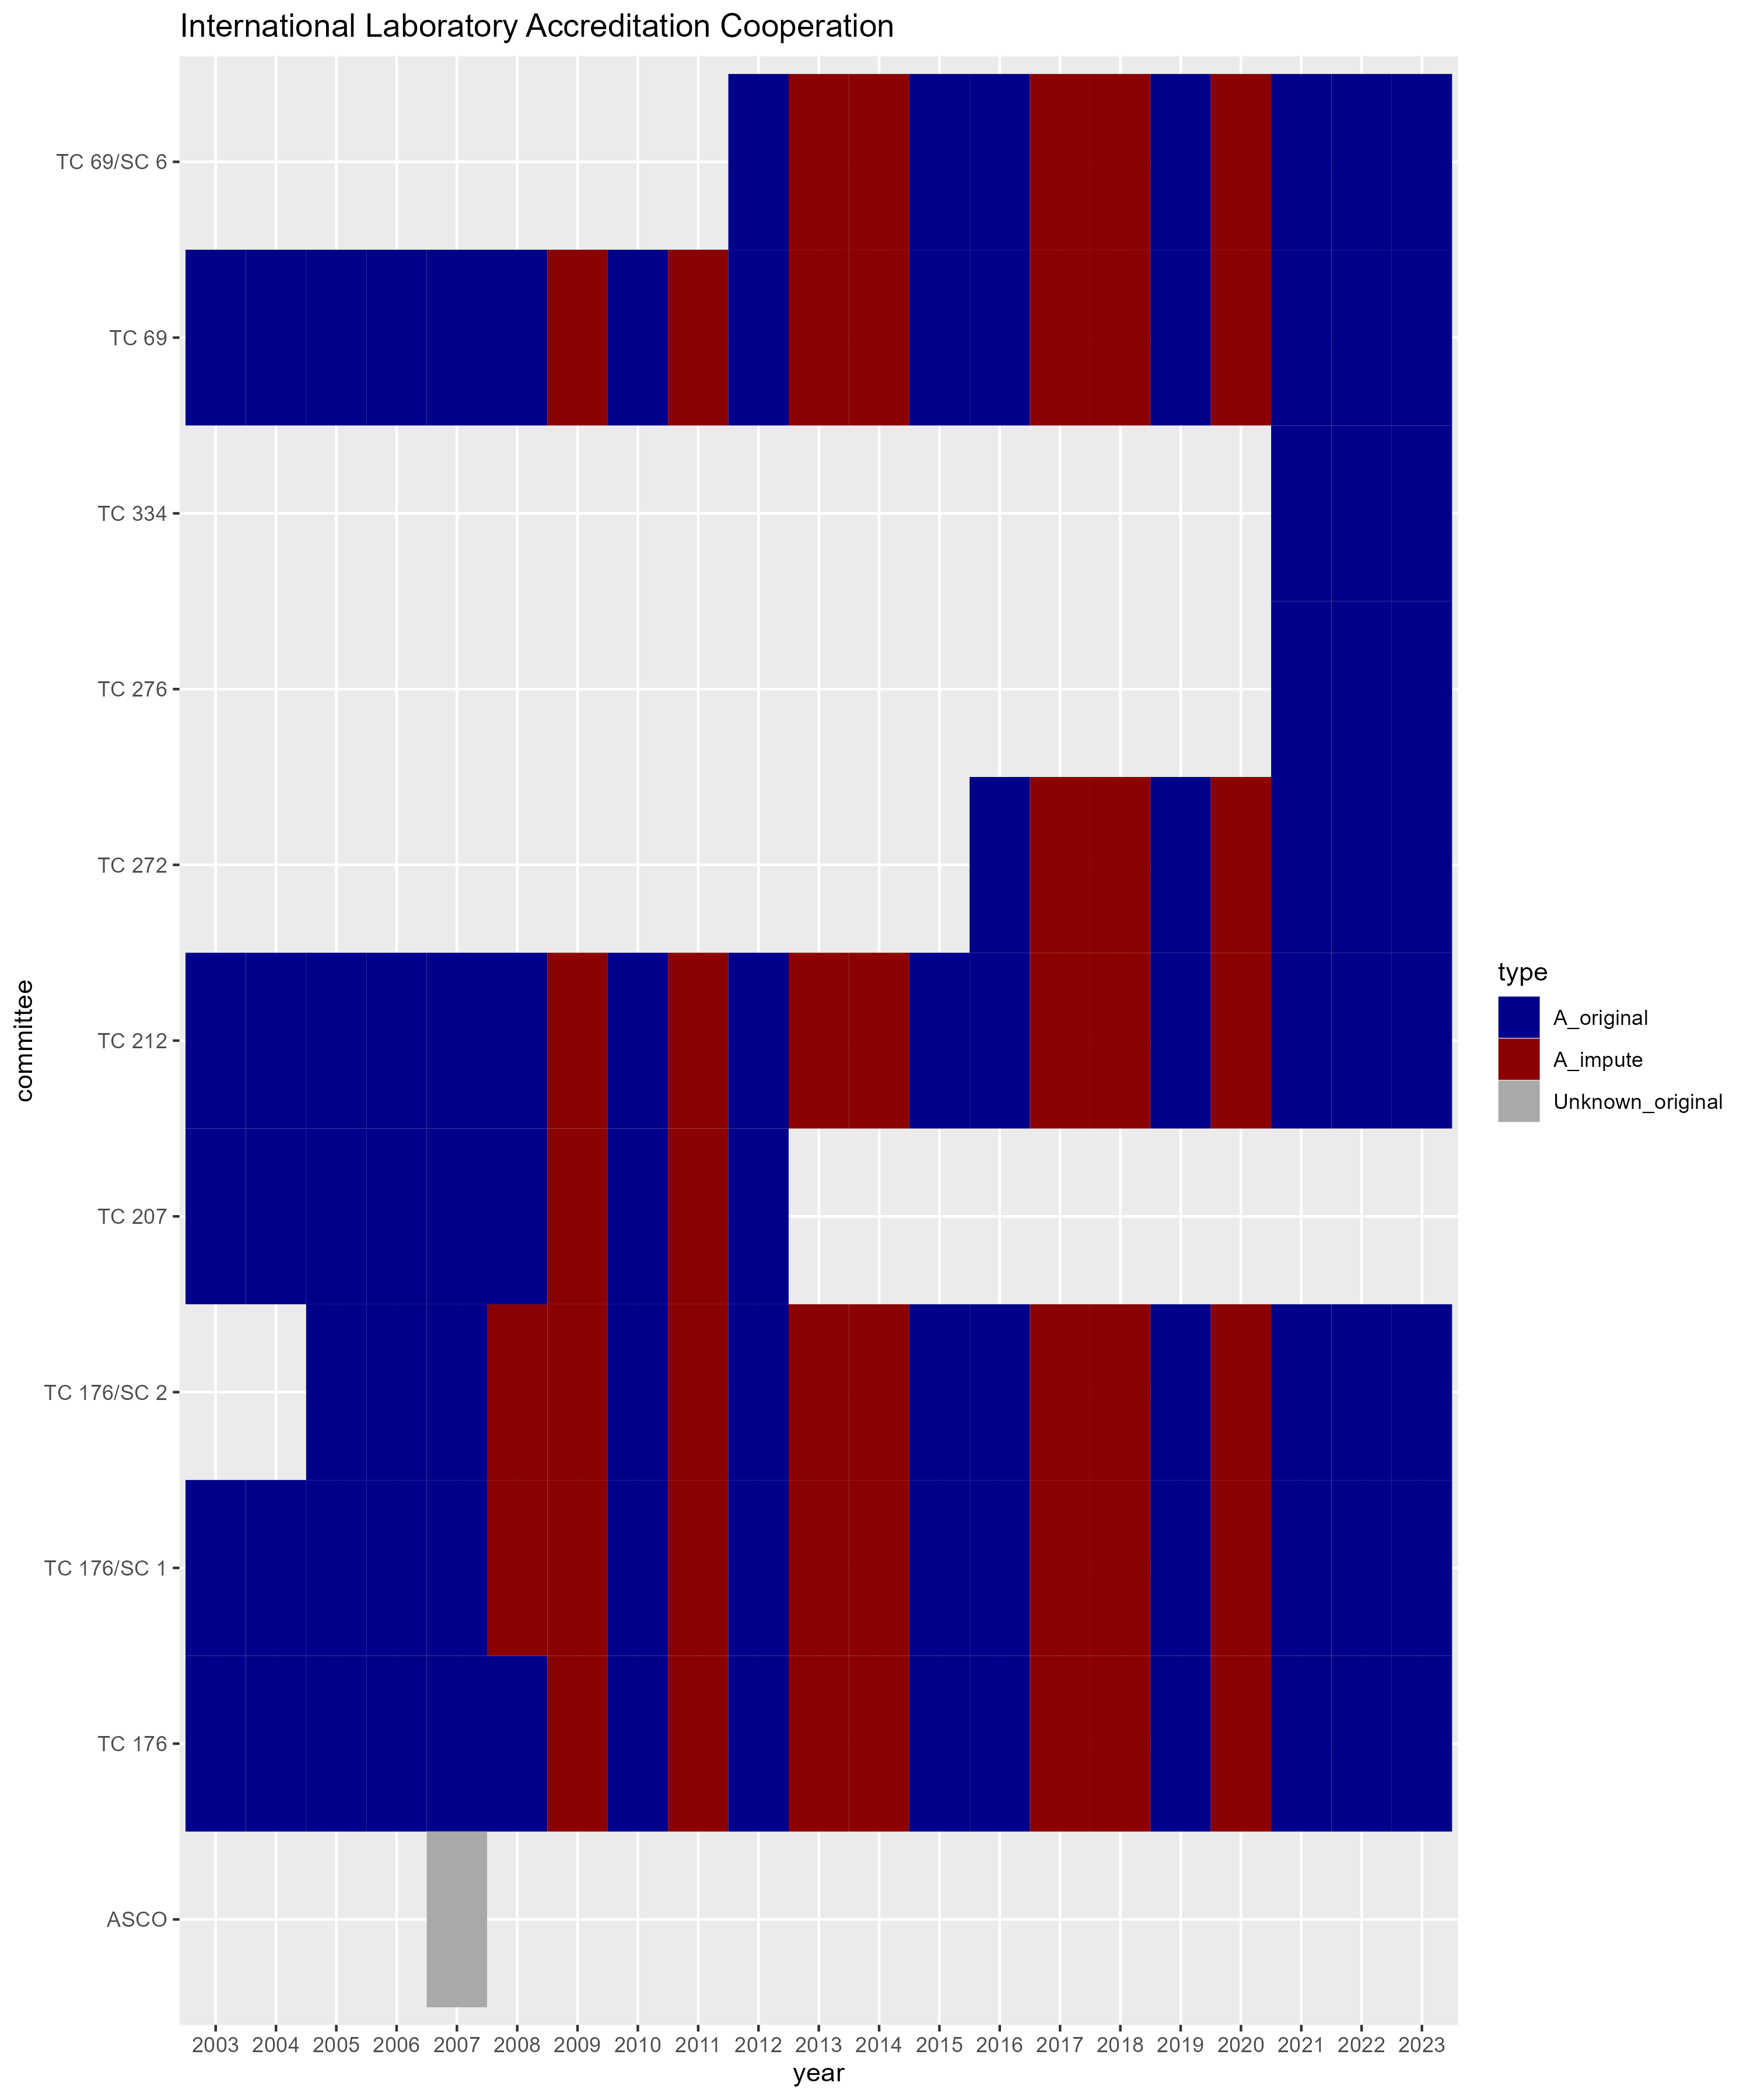 International Laboratory Accreditation Cooperation
committee
TC 69/SC 6
TC 69
TC 334
TC 276
TC 272
TC 212
TC 207
TC 176/SC 2
TC 176/SC 1
TC 176
ASCO
2003 2004 2005 2006 2007 2008 2009 2010 2011 2012 2013 2014 2015 2016 2017 2018 2019 2020 2021 2022 2023
year
type
A_original
A_impute
Unknown_original